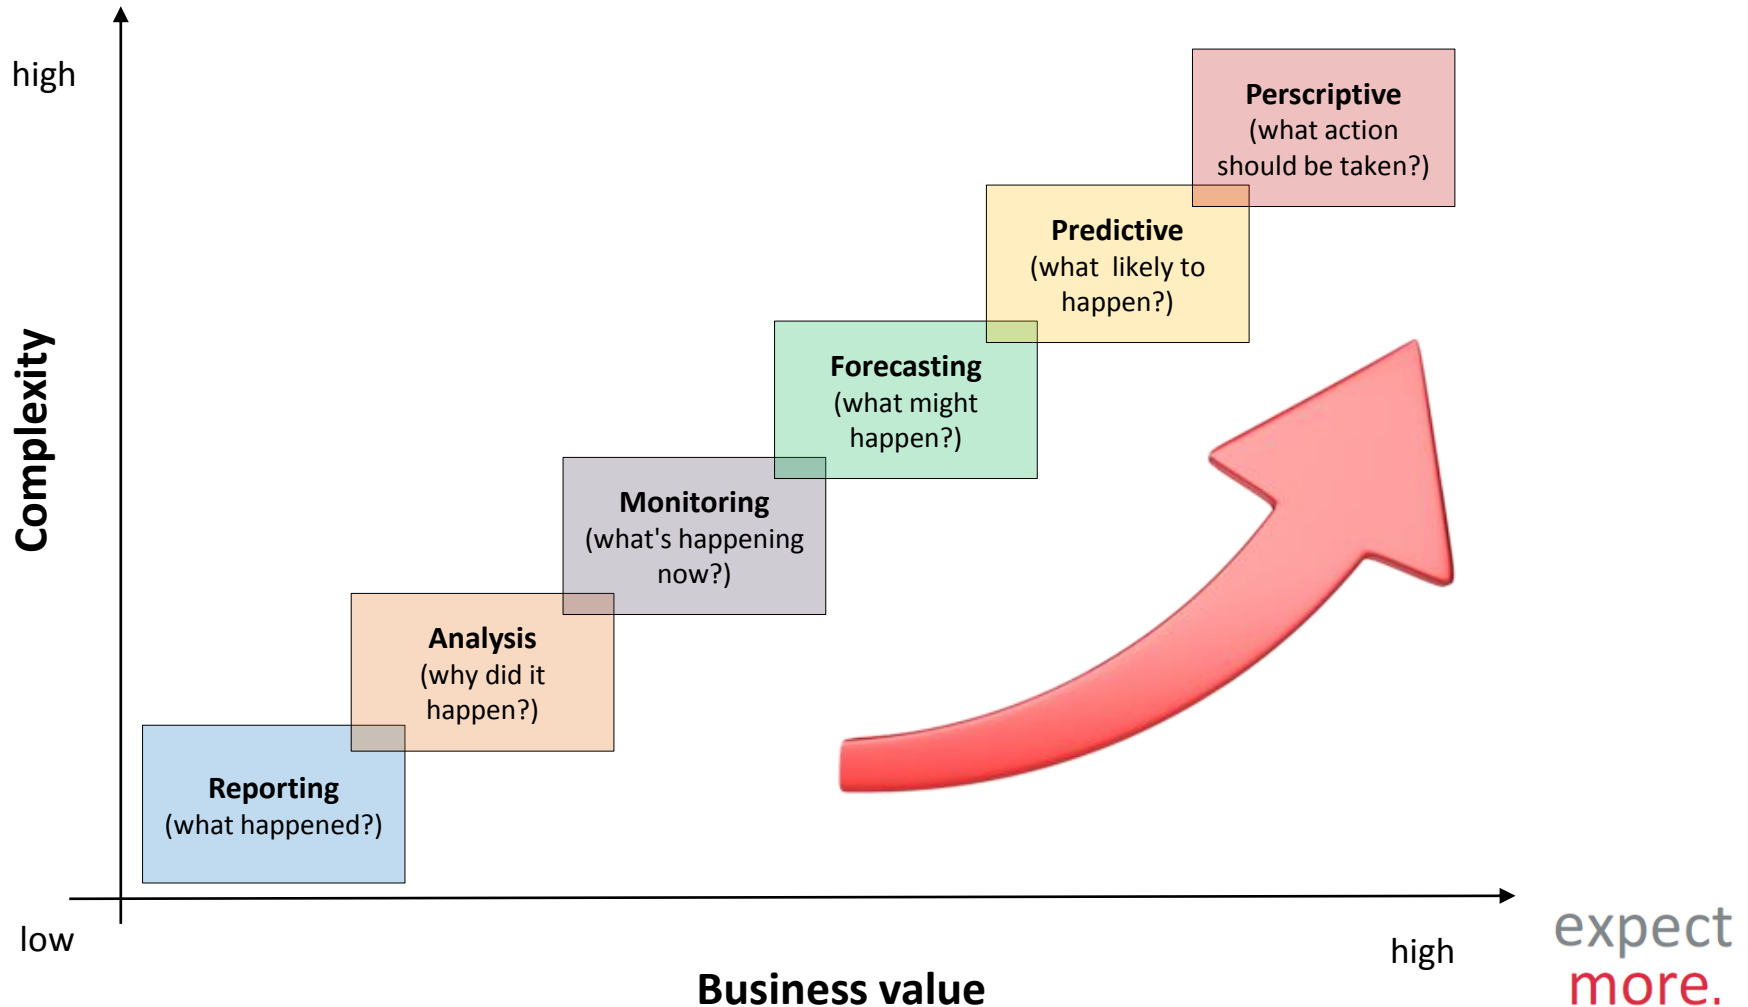 high
Perscriptive
(what action
should be taken?)
Predictive
(what  likely to
happen?)
Forecasting
(what might
happen?)
Monitoring
(what's happening
now?)
Analysis
(why did it
happen?)
Reporting
(what happened?)
Complexity
low
high
Business value
expect
more.